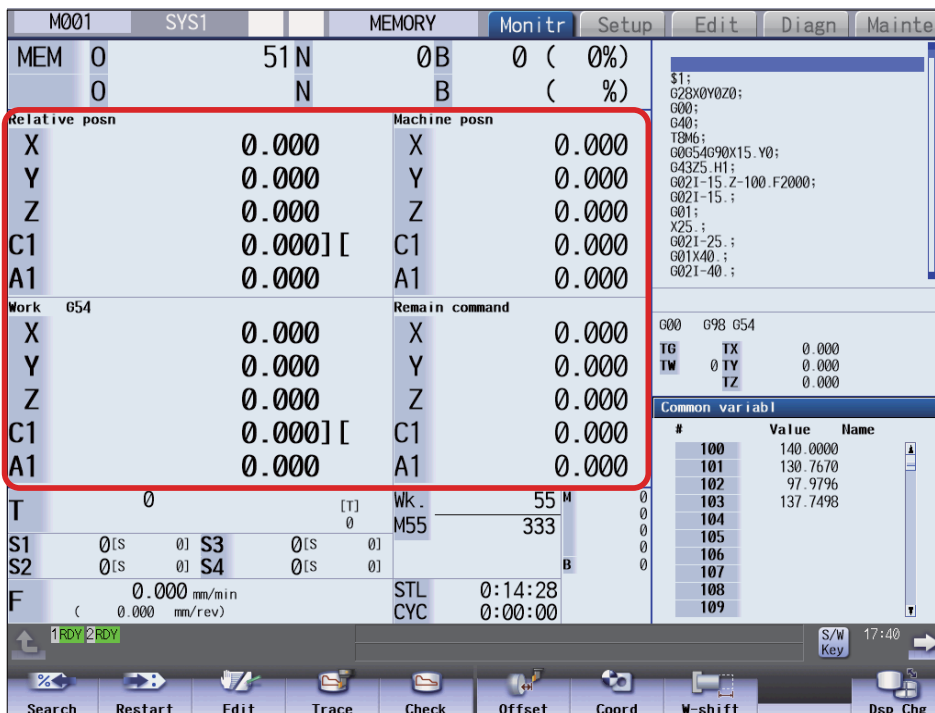 M001 SYS1 MEMORY Monitr Setup Edit Diagn Mainte
MEM O 51 N 0 B 0 ( 0%)
O N B ( %)
Relative posn
X 0.000
Y 0.000
Z 0.000
C1 0.000][
A1 0.000
Machine posn
X 0.000
Y 0.000
Z 0.000
C1 0.000
A1 0.000
Work G54
X 0.000
Y 0.000
Z 0.000
C1 0.000][
A1 0.000
Remain command
X 0.000
Y 0.000
Z 0.000
C1 0.000
A1 0.000
T 0 [T]
0
S1 0[S 0] S3 0[S 0]
S2 0[S 0] S4 0[S 0]
F 0.000 mm/min
( 0.000 mm/rev)
Wk. 55
M55 333
M 0
0
0
0
B 0
STL 0:14:28
CYC 0:00:00
$1;
G28X0Y0Z0;
G00;
G40;
T8M6;
G0G54G90X15.Y0;
G43Z5.H1;
G02I-15.Z-100.F2000;
G02I-15.;
G01;
X25.;
G02I-25.;
G01X40.;
G02I-40.;
G00 G98 G54
TG TX 0.000
TW 0 TY 0.000
TZ 0.000
Common variabl
# Value Name
100 140.0000
101 130.7670
102 97.9796
103 137.7498
104
105
106
107
108
109
1RDY 2RDY
S/W Key
17:40
Search Restart Edit Trace Check Offset Coord W-shift Dsp Chg